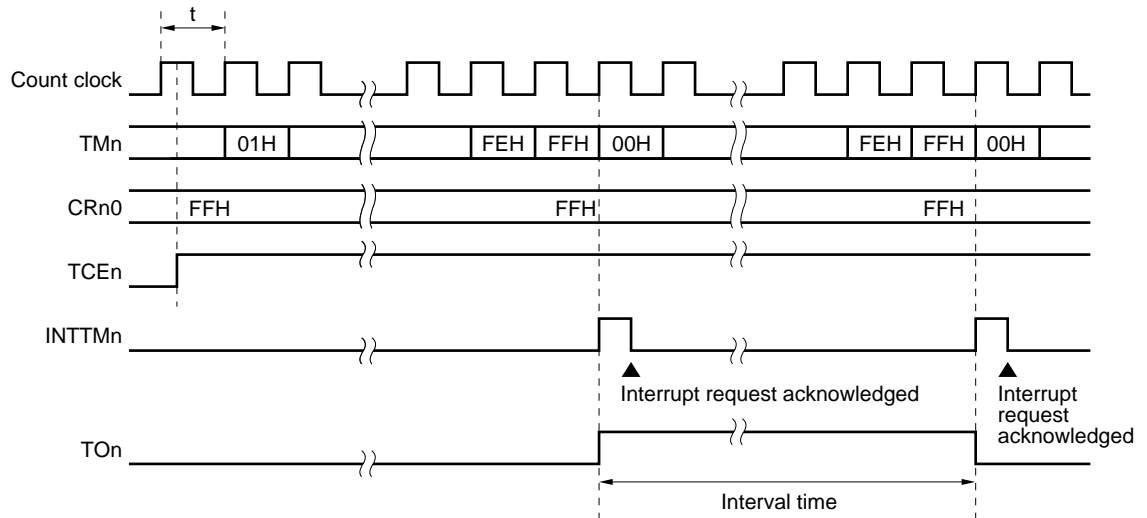 t
Count clock
TMn 01H FEH FFH 00H FEH FFH 00H
CRn0 FFH FFH FFH
TCEn
INTTMn
Interrupt request acknowledged
Interrupt
request
acknowledged
TOn
Interval time